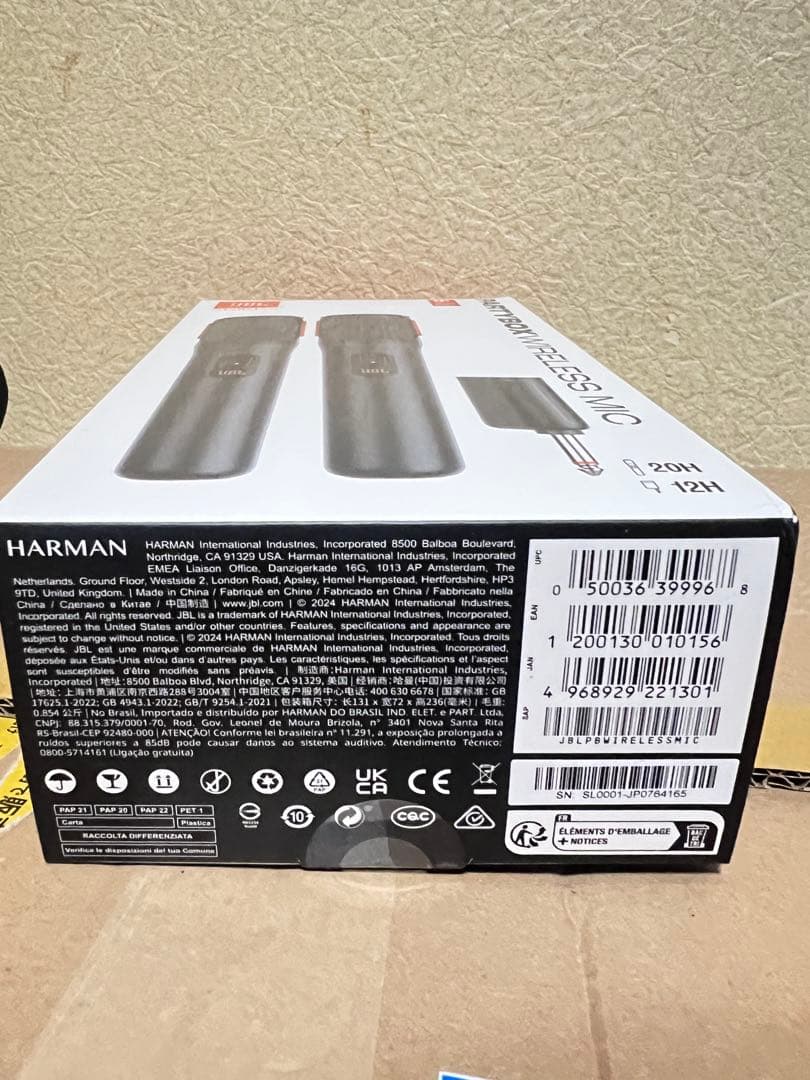 JBL
PARTYBOX WIRELESS MIC
JBL
JBL
20H
12H
HARMAN
HARMAN International Industries, Incorporated 8500 Balboa Boulevard,
Northridge, CA 91329 USA. Harman International Industries, Incorporated
EMEA Liaison Office, Danzigerkade 16G, 1013 AP Amsterdam, The
Netherlands. Ground Floor, Westside 2, London Road, Apsley, Hemel Hempstead, Hertfordshire, HP3
9TD, United Kingdom. | Made in China / Fabriqué en Chine / Fabricado en China / Fabbricato nella
China / Сделано в Китае / 中国制造 | www.jbl.com | © 2024 HARMAN International Industries,
Incorporated. All rights reserved. JBL is a trademark of HARMAN International Industries, Incorporated,
registered in the United States and/or other countries. Features, specifications and appearance are
subject to change without notice. | © 2024 HARMAN International Industries, Incorporated. Tous droits
réservés. JBL est une marque commerciale de HARMAN International Industries, Incorporated,
déposée aux États-Unis et/ou dans d'autres pays. Les caractéristiques, les spécifications et l'aspect
sont susceptibles d'être modifiés sans préavis. | 制造商:Harman International Industries,
Incorporated | 地址:8500 Balboa Blvd, Northridge, CA 91329, 美国 | 经销商:哈曼(中国)投资有限公司
|地址:上海市黄浦区南京西路288号3004室|中国地区客户服务中心电话: 400 630 6678 | 国家标准: GB
17625.1-2022; GB 4943.1-2022; GB/T 9254.1-2021 | 包装箱尺寸: 长131 x 宽72 x 高236(毫米) | 毛重:
0.854 公斤 | No Brasil, Importado e distribuído por HARMAN DO BRASIL IND. ELET. e PART. Ltda,
CNPJ: 88.315.379/0001-70, Rod. Gov. Leonel de Moura Brizola, n° 3401 Nova Santa Rita
RS-Brasil-CEP 92480-000 | ATENÇÃO! Conforme lei brasileira n° 11.291, a exposição prolongada a
ruídos superiores a 85dB pode causar danos ao sistema auditivo. Atendimento Técnico:
0800-5714161 (Ligação gratuita)
UPC
0 50036 39996 8
EAN
1 200130 010156
JAN
4 968929 221301
SAP
JBLPBWIRELESSMIC
SN: SL0001-JP0764165
21
PAP
UK
CA
CE
PAP 21 PAP 20 PAP 22 PET 1
Carta Plastica
RACCOLTA DIFFERENZIATA
Verifica le disposizioni del tuo Comune
10
CQC
FR
ÉLÉMENTS D'EMBALLAGE
+ NOTICES
BAC
DE
TRI